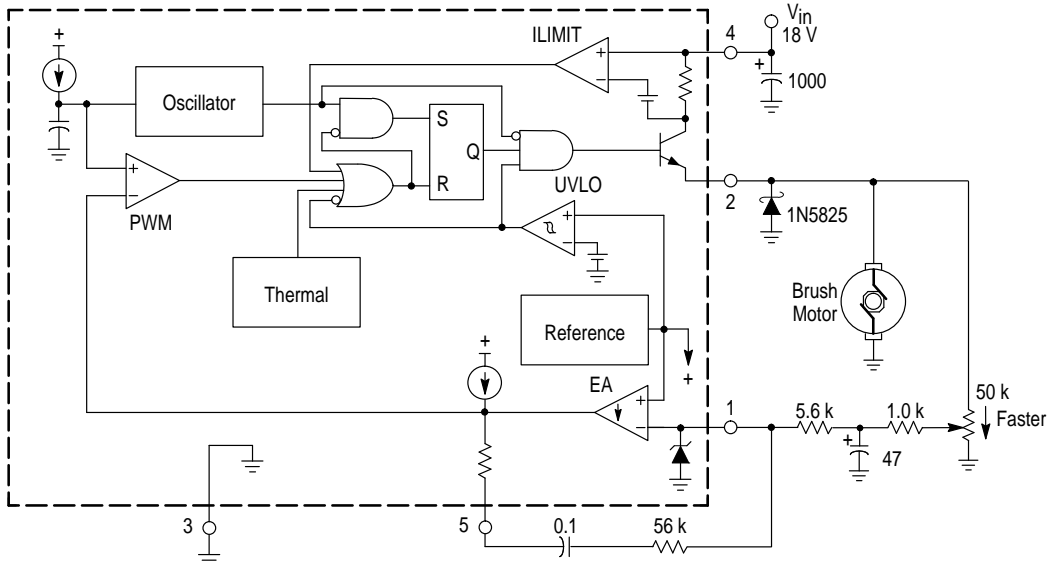 +
Oscillator
ILIMIT
+
−
4
Vin
18 V
+
1000
S
Q
R
+
−
PWM
UVLO
+
−
2
1N5825
Thermal
Reference
+
Brush
Motor
+
EA
+
−
1
5.6 k
1.0 k
50 k
Faster
+
47
3
5
0.1
56 k